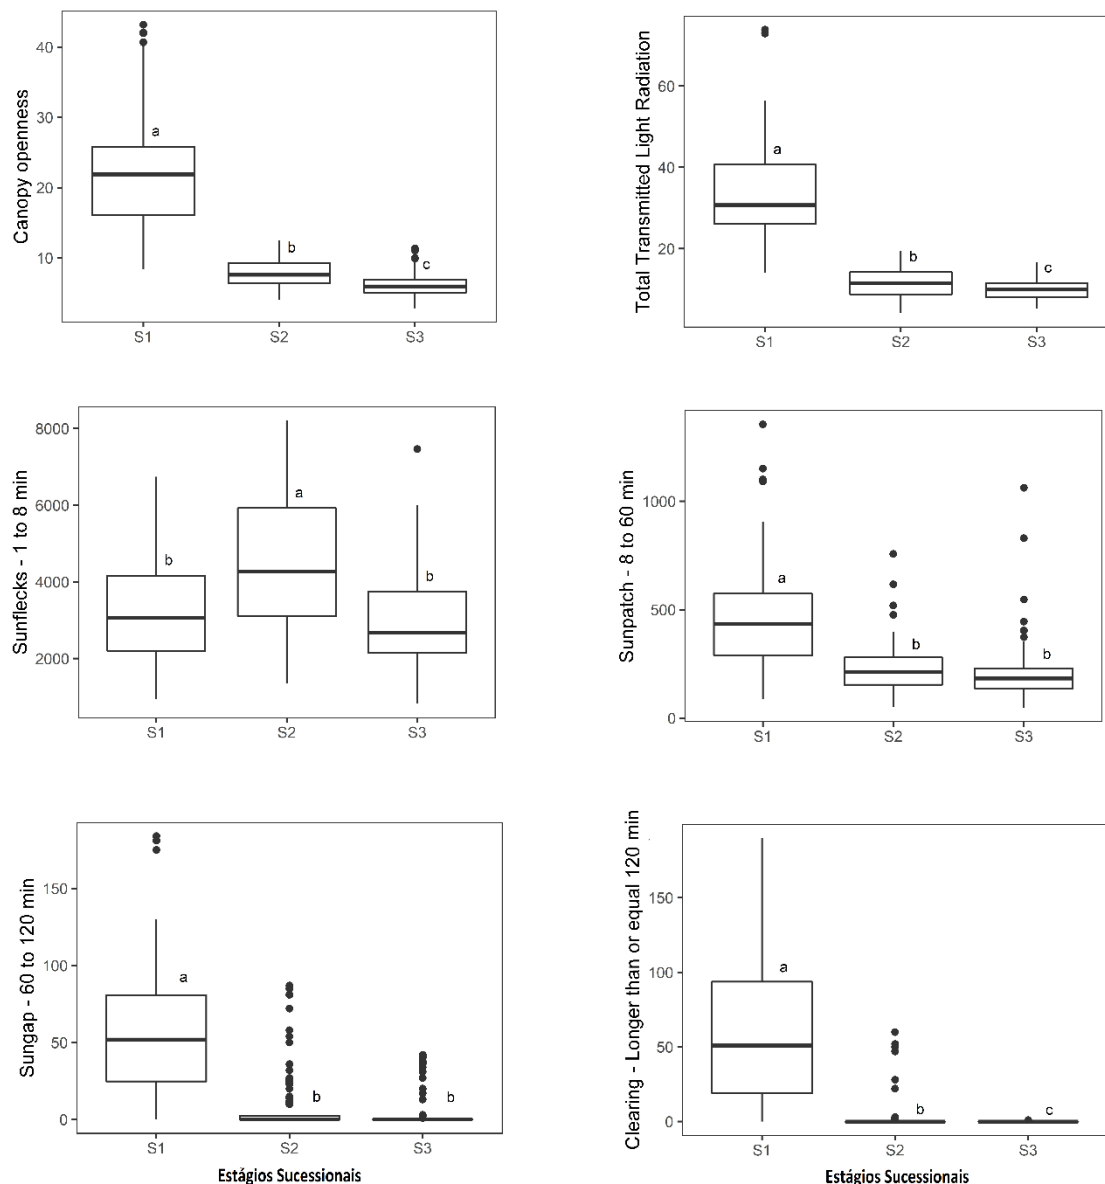 Canopy openness
40
30
20
10
a
b
c
S1 S2 S3
Total Transmitted Light Radiation
60
40
20
a
b
c
S1 S2 S3
Sunflecks - 1 to 8 min
8000
6000
4000
2000
b
a
b
S1 S2 S3
Sunpatch - 8 to 60 min
1000
500
0
a
b
b
S1 S2 S3
Sungap - 60 to 120 min
150
100
50
0
a
b
b
S1 S2 S3
Estágios Sucessionais
Clearing - Longer than or equal 120 min
150
100
50
0
a
b
c
S1 S2 S3
Estágios Sucessionais